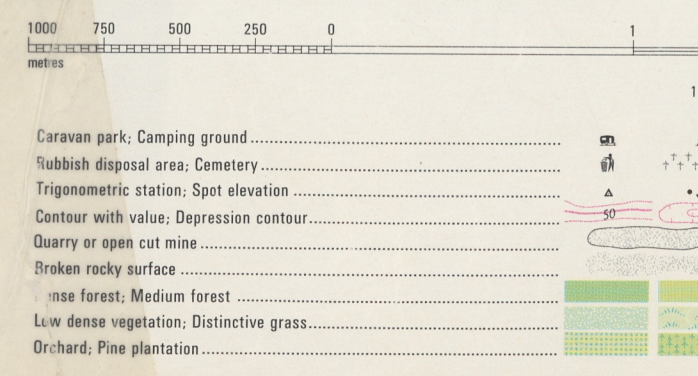 1000 750 500 250 0 1
metres
1
Caravan park; Camping ground
Rubbish disposal area; Cemetery
Trigonometric station; Spot elevation
Contour with value; Depression contour 50
Quarry or open cut mine
Broken rocky surface
forest; Medium forest
Low dense vegetation; Distinctive grass
Orchard; Pine plantation